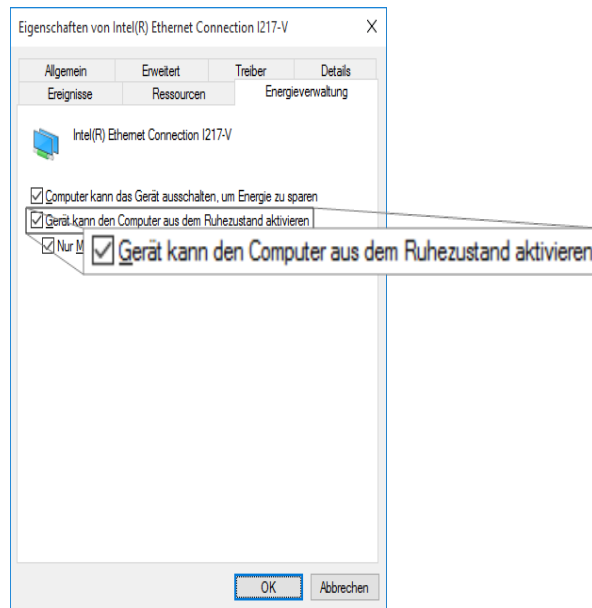 Eigenschaften von Intel(R) Ethernet Connection I217-V X
Allgemein Erweitert Treiber Details
Ereignisse Ressourcen Energieverwaltung
Intel(R) Ethernet Connection I217-V
Computer kann das Gerät ausschalten, um Energie zu sparen
Gerät kann den Computer aus dem Ruhezustand aktivieren
Nur
Gerät kann den Computer aus dem Ruhezustand aktivieren
OK Abbrechen